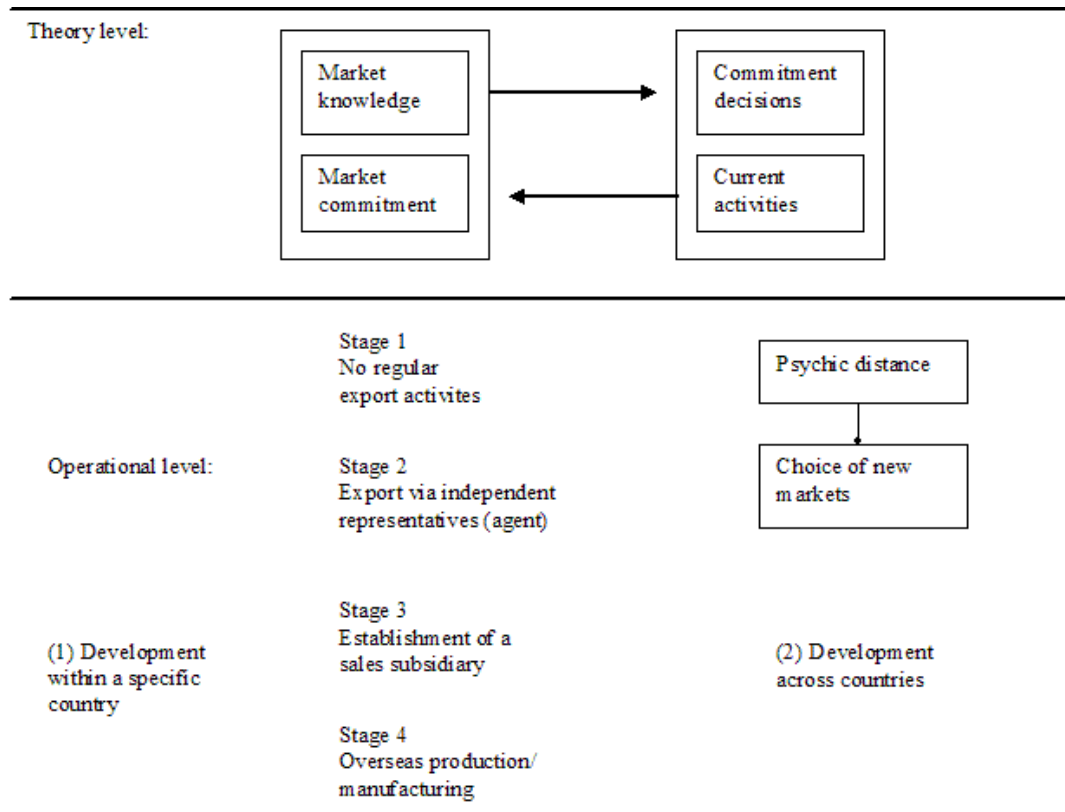 Theory level:
Market
knowledge
Commitment
decisions
Market
commitment
Current
activities
Stage 1
No regular
export activites
Psychic distance
Operational level:
Stage 2
Export via independent
representatives (agent)
Choice of new
markets
(1) Development
within a specific
country
Stage 3
Establishment of a
sales subsidiary
(2) Development
across countries
Stage 4
Overseas production/
manufacturing